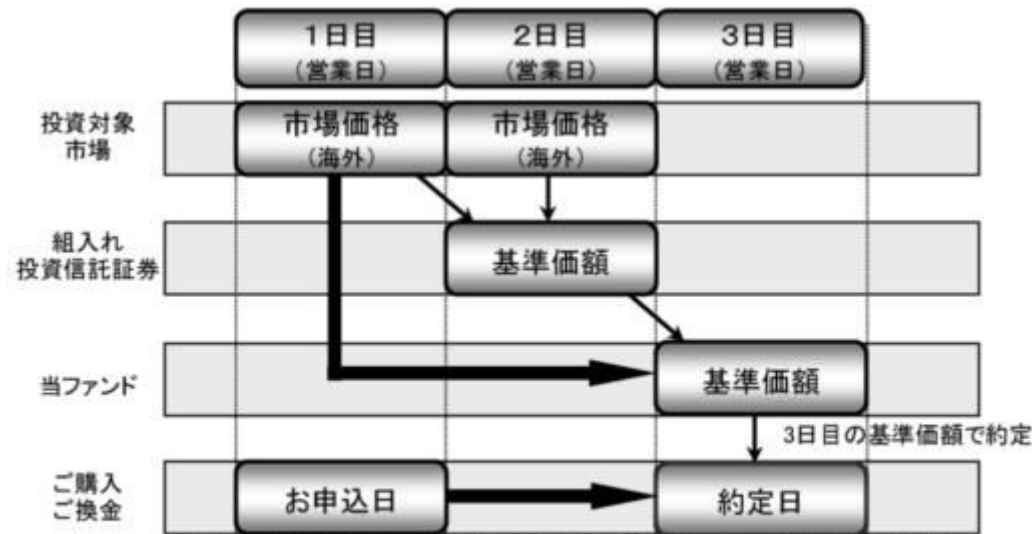 1日目
(営業日)
2日目
(営業日)
3日目
(営業日)
投資対象
市場
市場価格
(海外)
市場価格
(海外)
組入れ
投資信託証券
基準価額
当ファンド
基準価額
3日目の基準価額で約定
ご購入
ご換金
お申込日
約定日